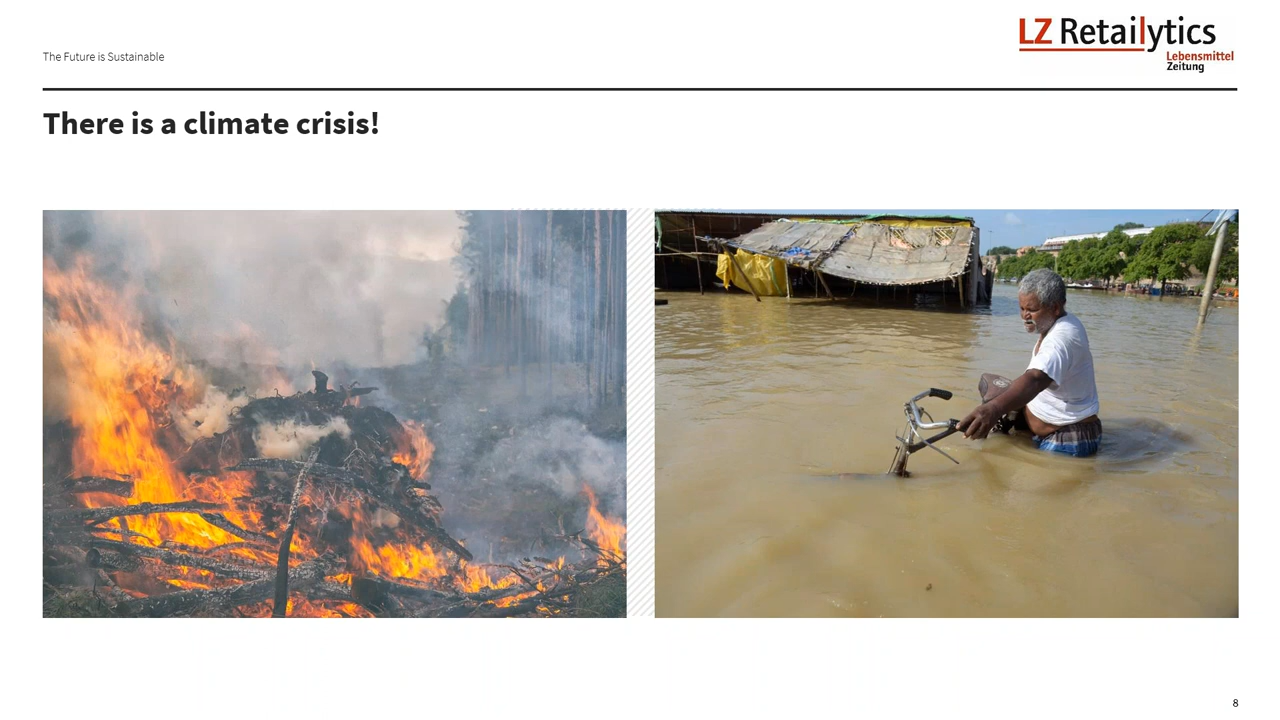 The Future is Sustainable
LZ Retailytics
Lebensmittel
Zeitung
There is a climate crisis!
8